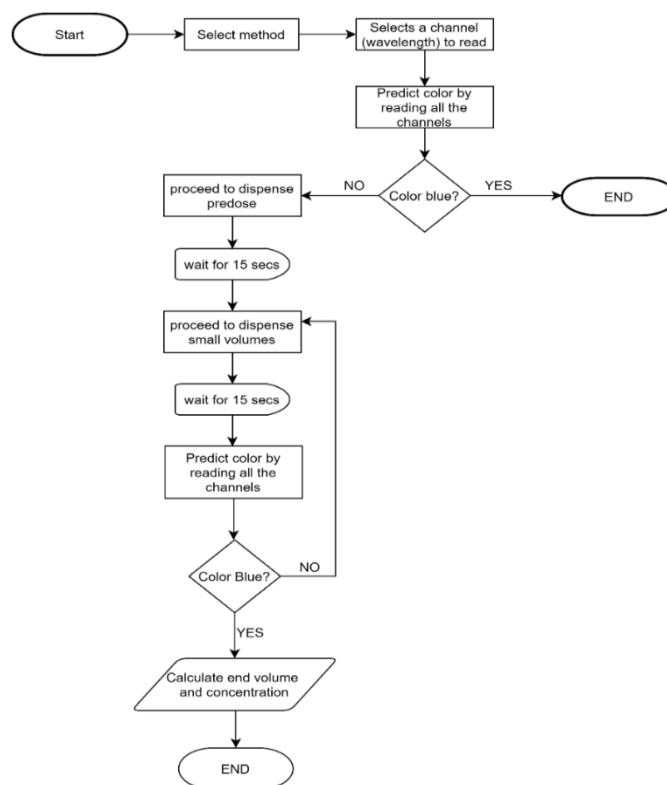 Start
Select method
Selects a channel
(wavelength) to read
Predict color by
reading all the
channels
Color blue?
NO
YES
END
proceed to dispense
predose
wait for 15 secs
proceed to dispense
small volumes
wait for 15 secs
Predict color by
reading all the
channels
Color Blue?
NO
YES
Calculate end volume
and concentration
END